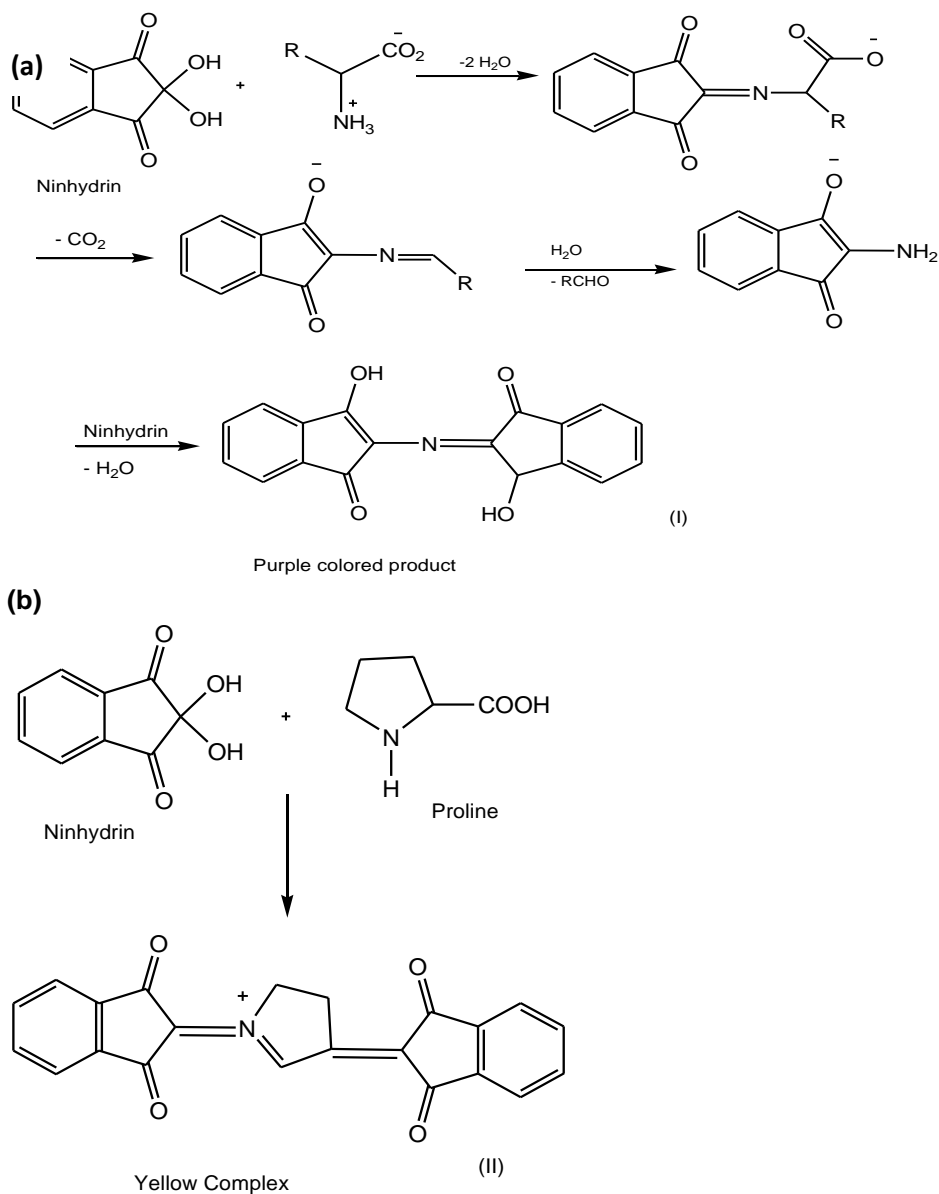 (a)
O
OH
OH
O
Ninhydrin
+
R
CO2
−
NH3
+
-2 H2O
O
O
N
O
O
−
R
- CO2
−
O
N
R
O
H2O
- RCHO
−
O
NH2
O
Ninhydrin
- H2O
OH
O
N
O
HO
(I)
Purple colored product
(b)
O
OH
OH
O
Ninhydrin
+
COOH
N
H
Proline
O
O
+
N
O
O
Yellow Complex
(II)